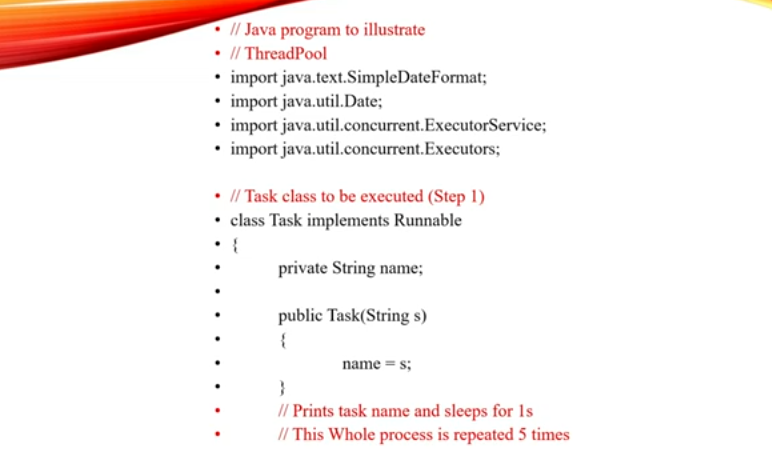 • // Java program to illustrate
• // ThreadPool
• import java.text.SimpleDateFormat;
• import java.util.Date;
• import java.util.concurrent.ExecutorService;
• import java.util.concurrent.Executors;
• // Task class to be executed (Step 1)
• class Task implements Runnable
• {
• private String name;
•
• public Task(String s)
• {
• name = s;
• }
• // Prints task name and sleeps for 1s
• // This Whole process is repeated 5 times